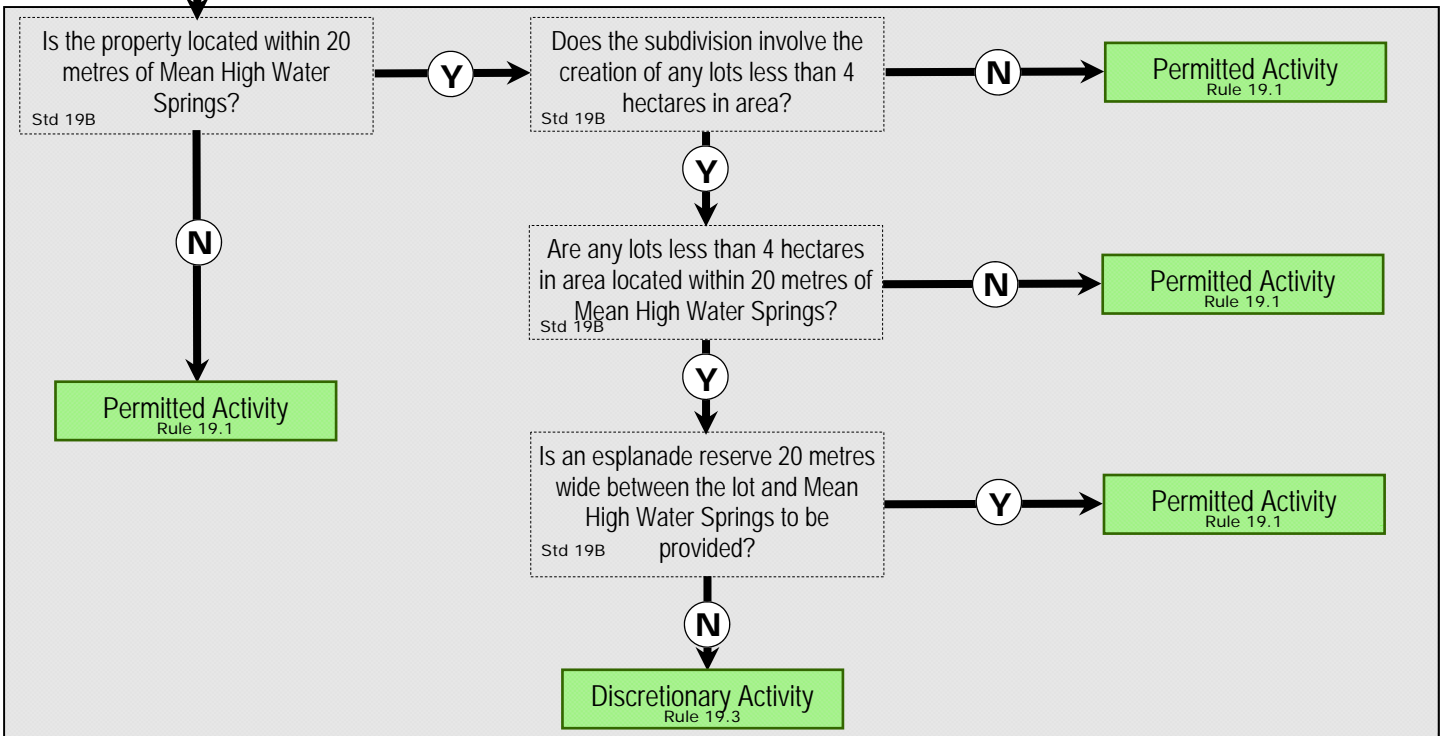 Is the property located within 20
metres of Mean High Water
Springs?
Std 19B
Y
Does the subdivision involve the
creation of any lots less than 4
hectares in area?
Std 19B
N
Permitted Activity
Rule 19.1
Y
N
Are any lots less than 4 hectares
in area located within 20 metres of
Mean High Water Springs?
Std 19B
N
Permitted Activity
Rule 19.1
Y
Permitted Activity
Rule 19.1
Is an esplanade reserve 20 metres
wide between the lot and Mean
High Water Springs to be
provided?
Std 19B
Y
Permitted Activity
Rule 19.1
N
Discretionary Activity
Rule 19.3